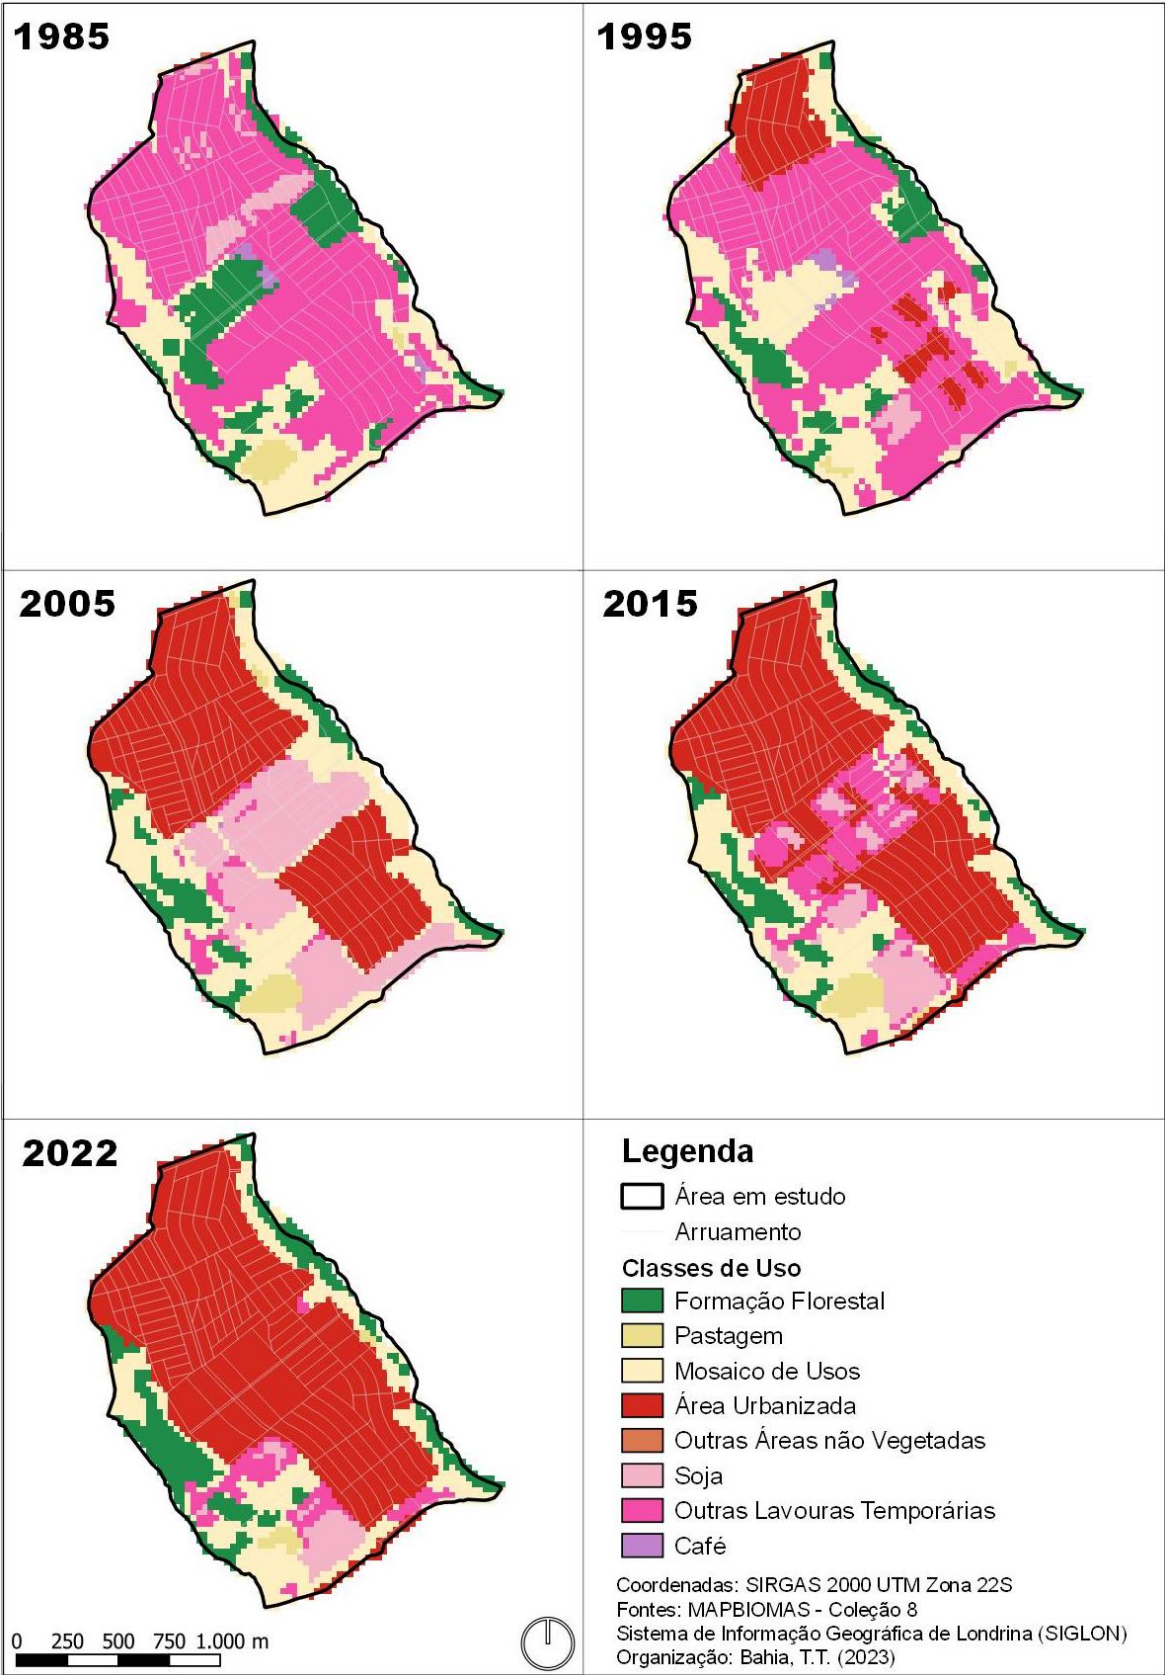 1985
1995
2005
2015
2022
Legenda
Área em estudo
Arruamento
Classes de Uso
Formação Florestal
Pastagem
Mosaico de Usos
Área Urbanizada
Outras Áreas não Vegetadas
Soja
Outras Lavouras Temporárias
Café
Coordenadas: SIRGAS 2000 UTM Zona 22S
Fontes: MAPBIOMAS - Coleção 8
Sistema de Informação Geográfica de Londrina (SIGLON)
Organização: Bahia, T.T. (2023)
0 250 500 750 1.000 m